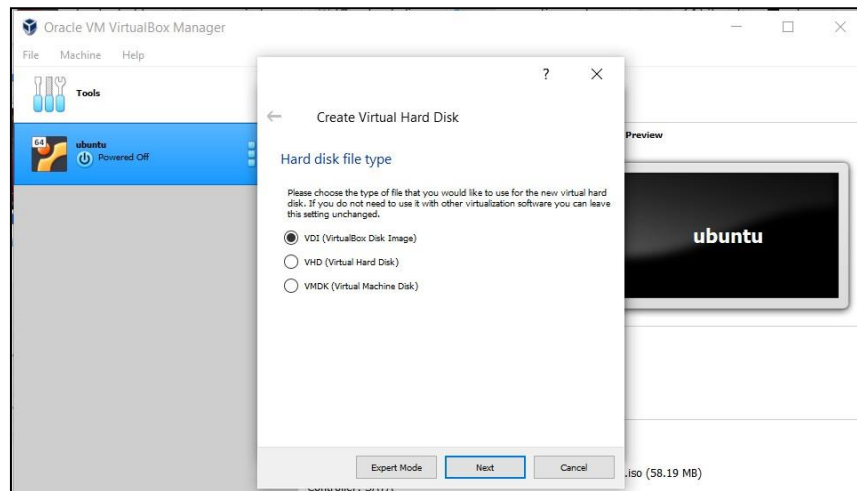 Oracle VM VirtualBox Manager
File Machine Help
Tools
64
ubuntu
Powered Off
?
Create Virtual Hard Disk
Hard disk file type
Please choose the type of file that you would like to use for the new virtual hard
disk. If you do not need to use it with other virtualization software you can leave
this setting unchanged.
VDI (VirtualBox Disk Image)
VHD (Virtual Hard Disk)
VMDK (Virtual Machine Disk)
Expert Mode Next Cancel
Preview
ubuntu
.iso (58.19 MB)
Controller: SATA